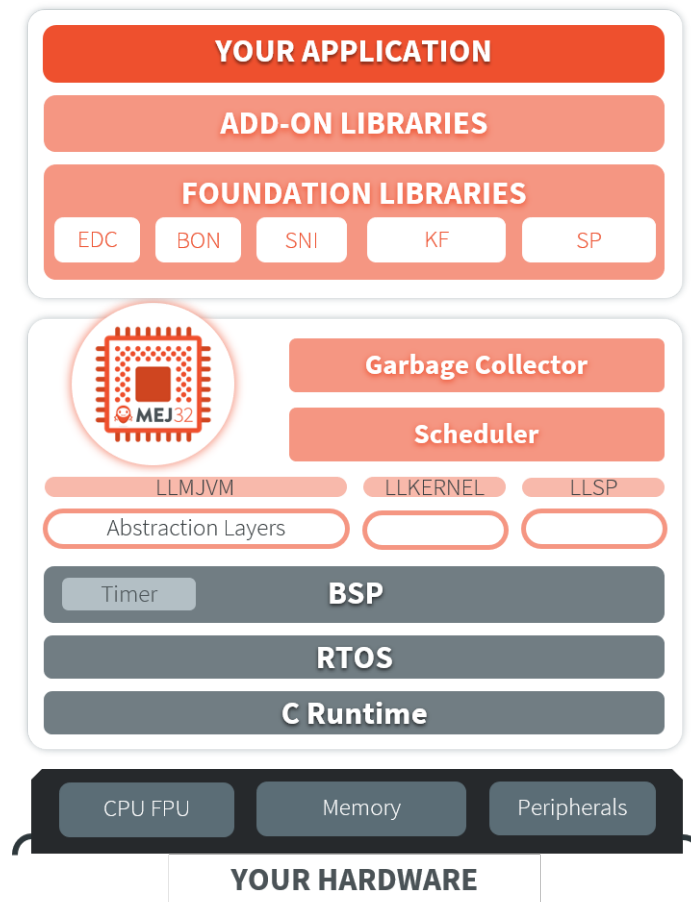 YOUR APPLICATION
ADD-ON LIBRARIES
FOUNDATION LIBRARIES
EDC BON SNI KF SP
MEJ32
Garbage Collector
Scheduler
LLMJVM LLKERNEL LLSP
Abstraction Layers
Timer BSP
RTOS
C Runtime
CPU FPU Memory Peripherals
YOUR HARDWARE